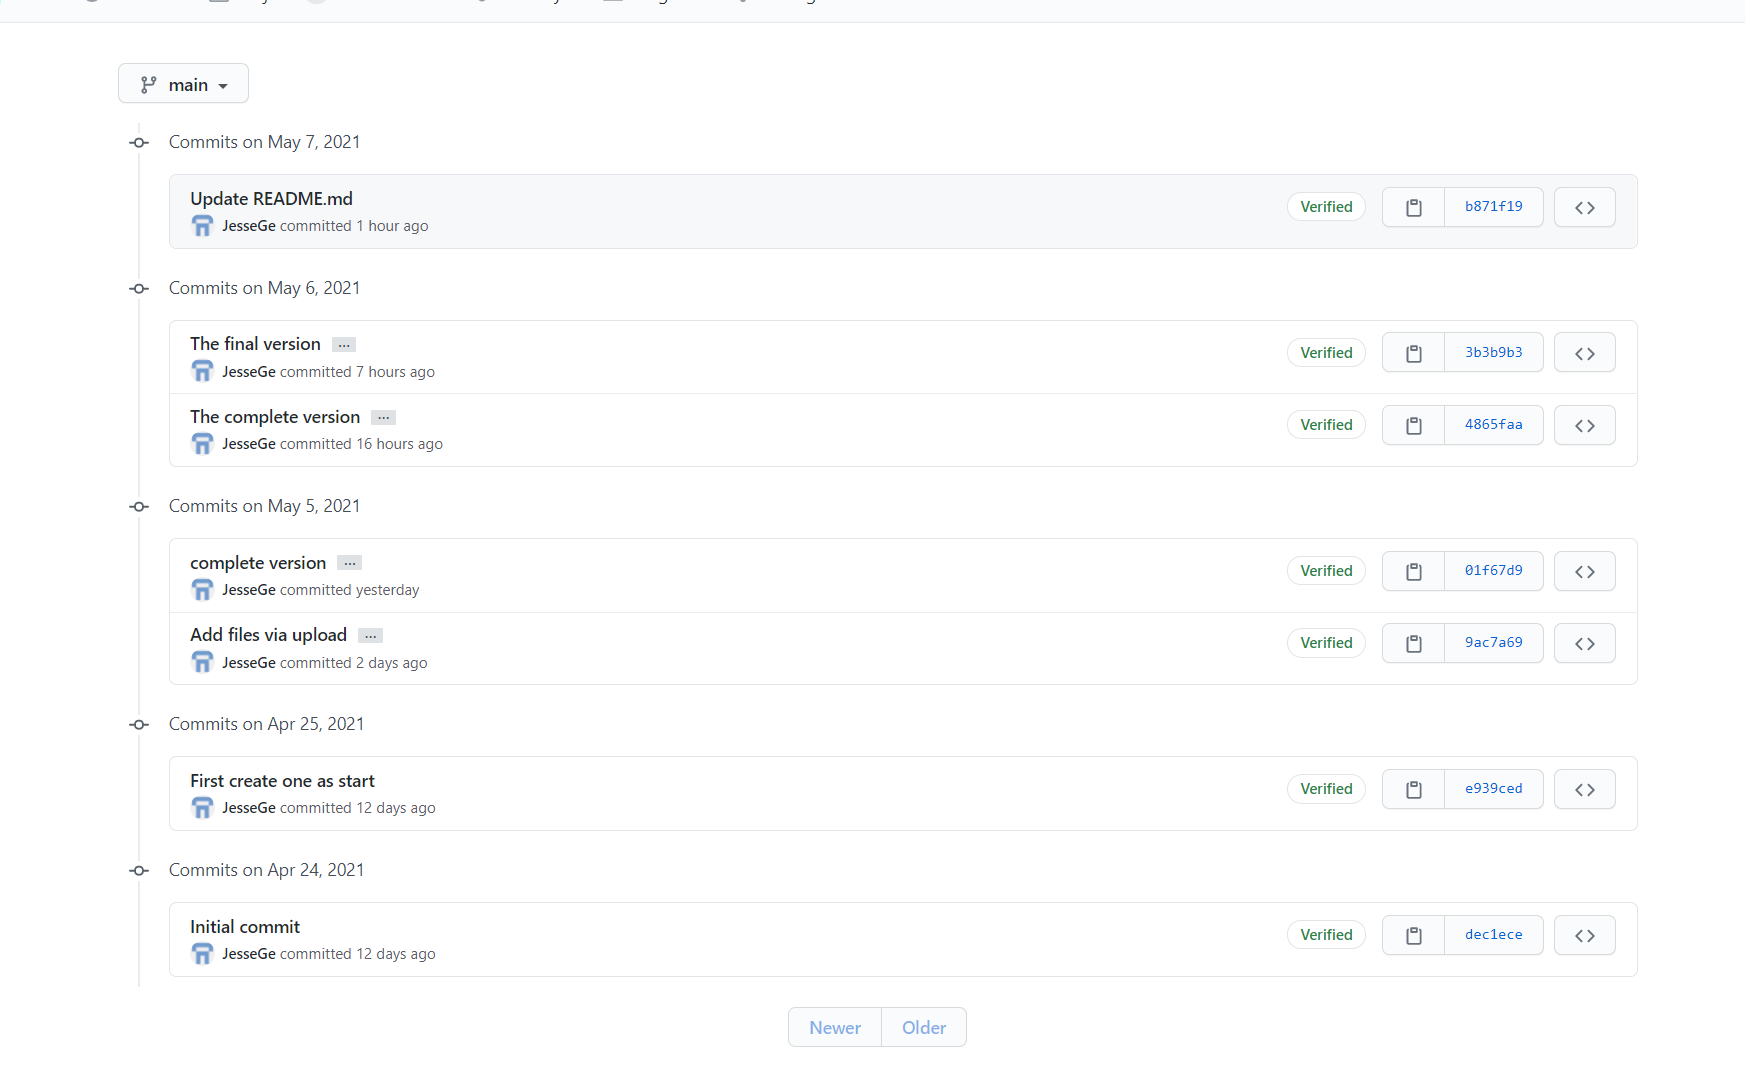 main
Commits on May 7, 2021
Update README.md
JesseGe committed 1 hour ago
Verified
b871f19
Commits on May 6, 2021
The final version ...
JesseGe committed 7 hours ago
Verified
3b3b9b3
The complete version ...
JesseGe committed 16 hours ago
Verified
4865faa
Commits on May 5, 2021
complete version ...
JesseGe committed yesterday
Verified
01f67d9
Add files via upload ...
JesseGe committed 2 days ago
Verified
9ac7a69
Commits on Apr 25, 2021
First create one as start
JesseGe committed 12 days ago
Verified
e939ced
Commits on Apr 24, 2021
Initial commit
JesseGe committed 12 days ago
Verified
dec1ece
Newer
Older